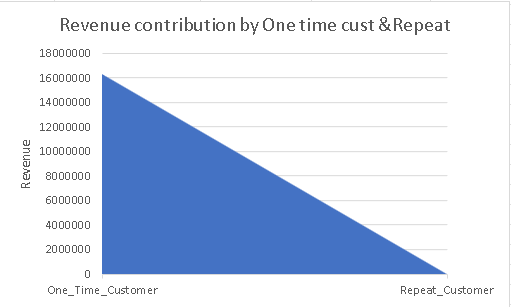 Revenue contribution by One time cust &Repeat
18000000
16000000
14000000
12000000
10000000
8000000
6000000
4000000
2000000
0
Revenue
One_Time_Customer
Repeat_Customer